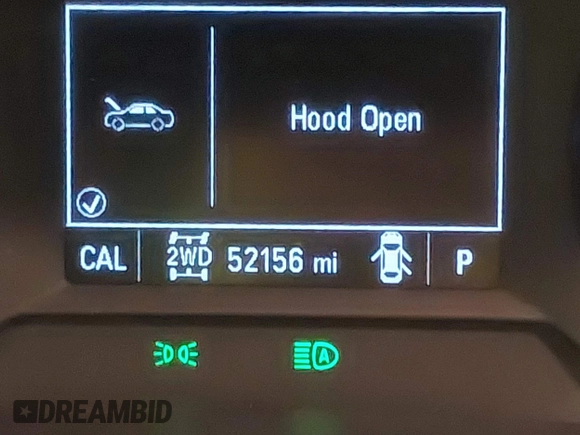 Hood Open
CAL 2WD 52156 mi P
A
DREAMBID